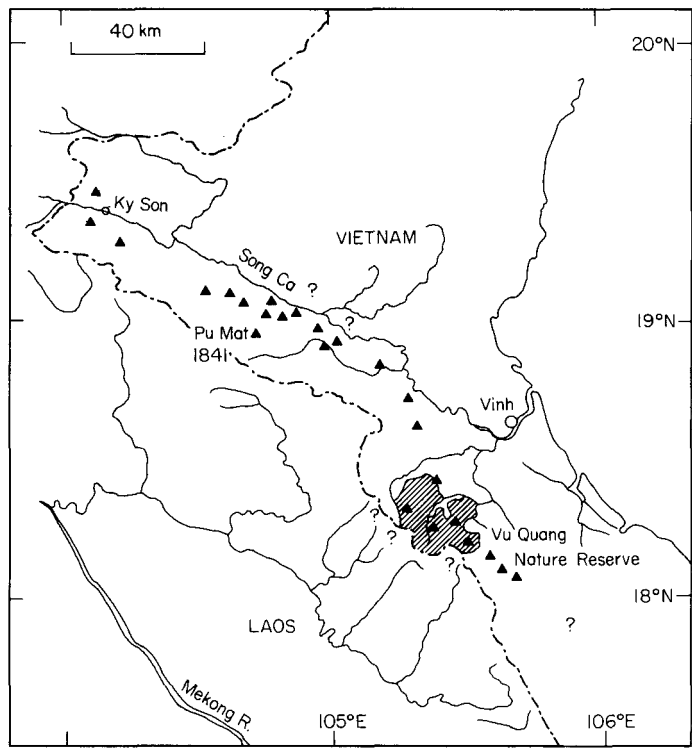 40 km
20°N
Ky Son
VIETNAM
Song Ca
?
?
19°N
Pu Mat
1841
Vinh
?
?
Vu Quang
Nature Reserve
?
18°N
LAOS
?
Mekong R.
105°E
106°E